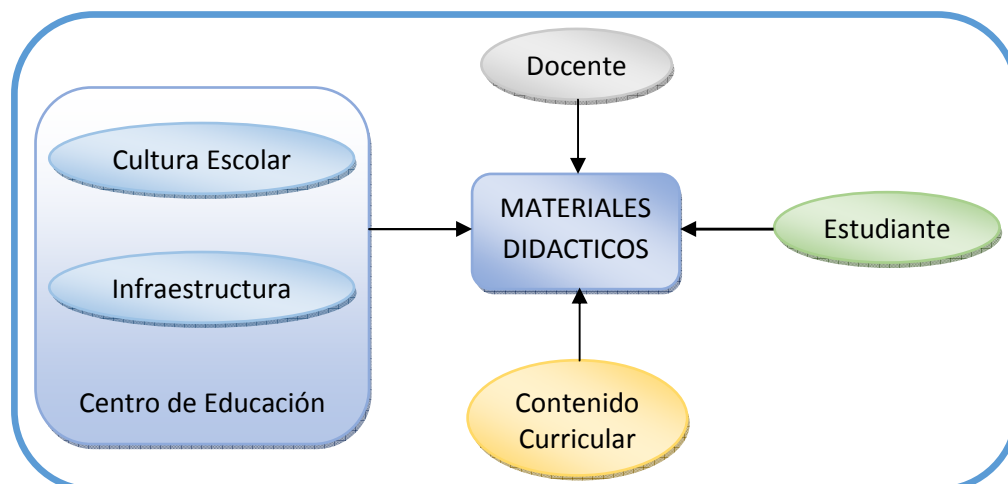 Docente
Cultura Escolar
MATERIALES
DIDACTICOS
Estudiante
Infraestructura
Centro de Educación
Contenido
Curricular